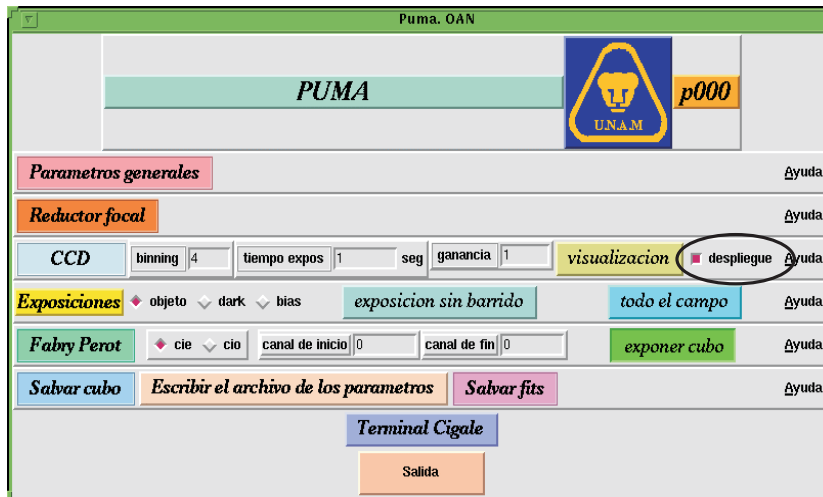 Puma. OAN
PUMA
U.N.A.M
p000
Parametros generales Ayuda
Reductor focal Ayuda
CCD binning 4 tiempo expos 1 seg ganancia 1 visualizacion despliegue Ayuda
Exposiciones objeto dark bias exposicion sin barrido todo el campo Ayuda
Fabry Perot cie cio canal de inicio 0 canal de fin 0 exponer cubo Ayuda
Salvar cubo Escribir el archivo de los parametros Salvar fits Ayuda
Terminal Cigale
Salida